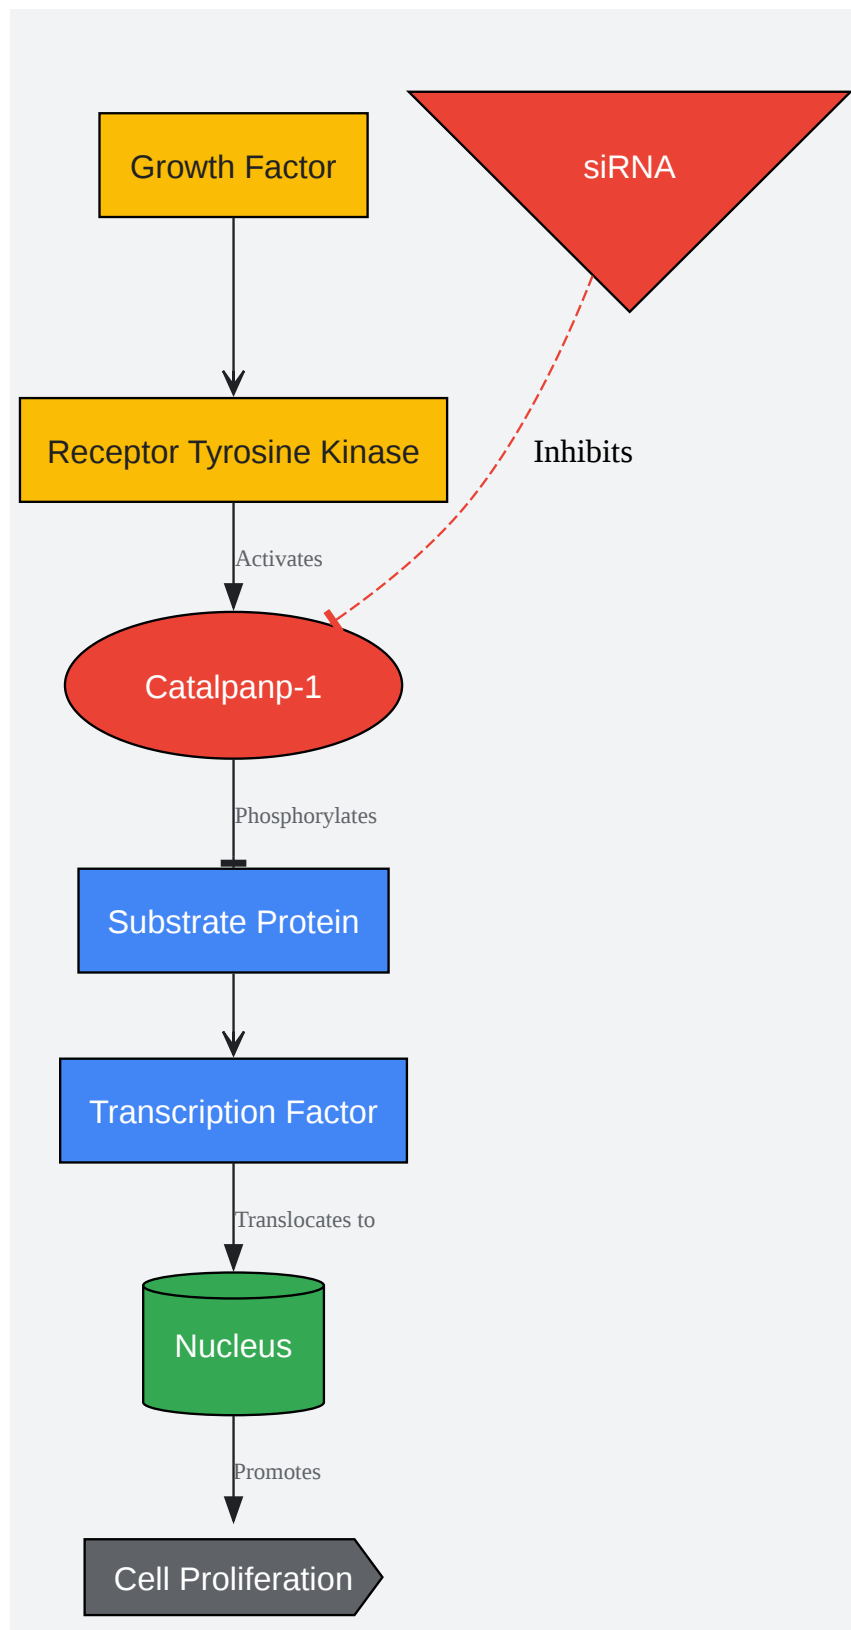 Growth Factor
siRNA
Receptor Tyrosine Kinase
Inhibits
Activates
Catalpanp-1
Phosphorylates
Substrate Protein
Transcription Factor
Translocates to
Nucleus
Promotes
Cell Proliferation